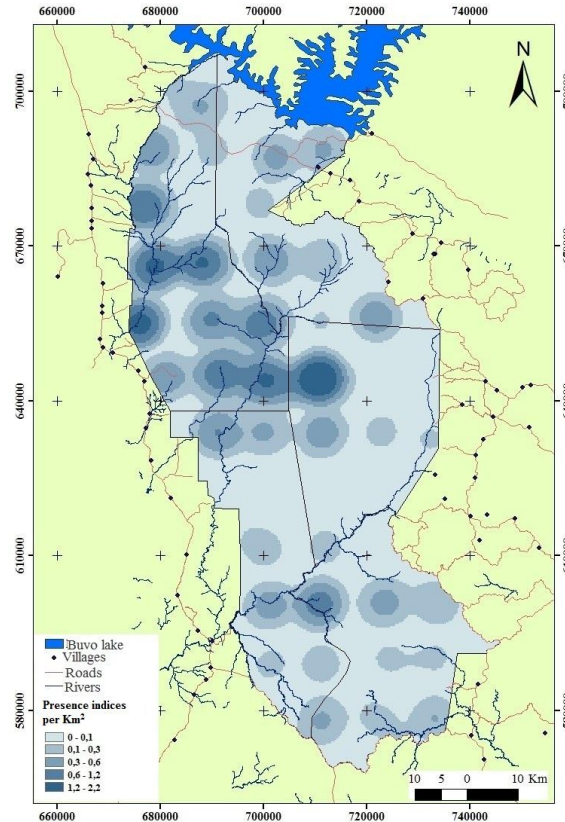 660000 680000 700000 720000 740000
N
700000
670000 
640000
610000
580000
Buvo lake
Villages
Roads
Rivers
Presence indices
per Km²
0 - 0,1
0,1 - 0,3
0,3 - 0,6
0,6 - 1,2
1,2 - 2,2
10 5 0 10 Km
660000 680000 700000 720000 740000